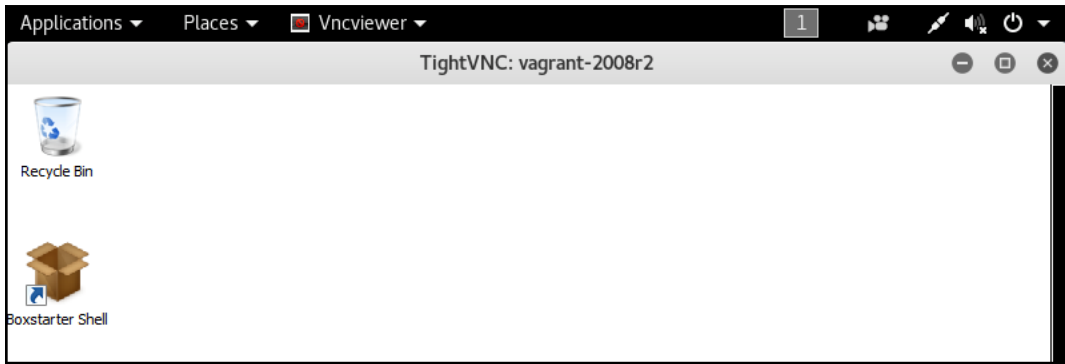 Applications Places Vncviewer 1
TightVNC: vagrant-2008r2
Recycle Bin
Boxstarter Shell